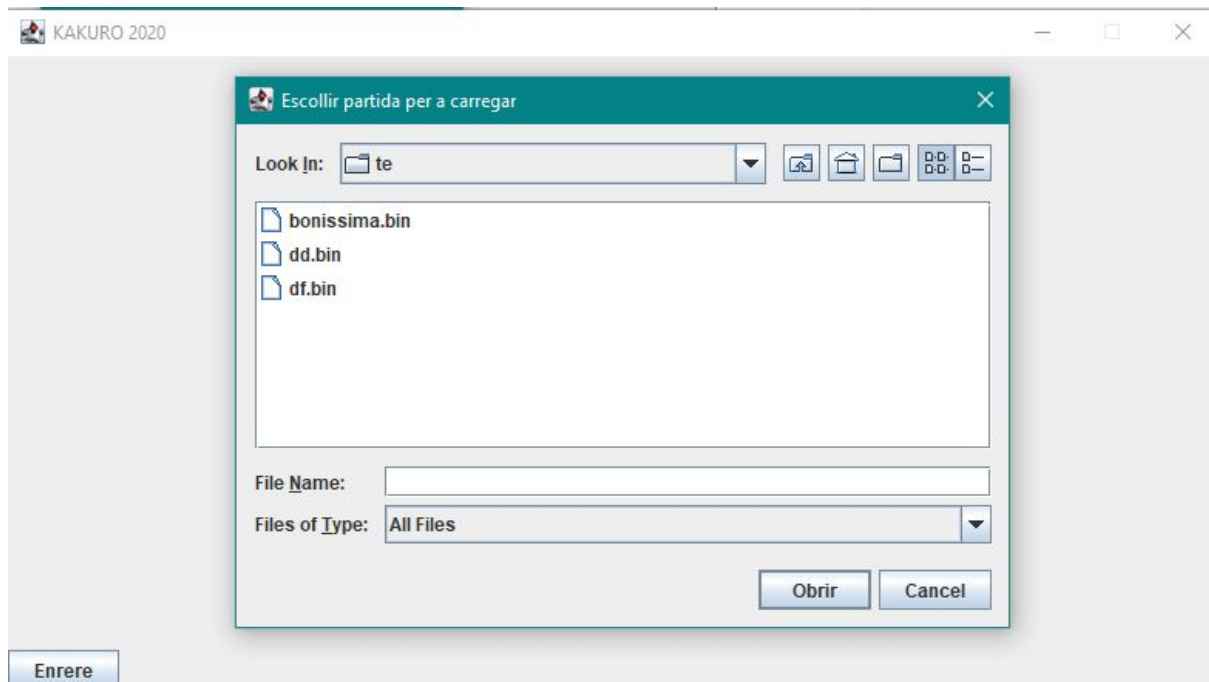 KAKURO 2020
Escollir partida per a carregar
Look In: te
bonissima.bin
dd.bin
df.bin
File Name:
Files of Type: All Files
Obrir Cancel
Enrere